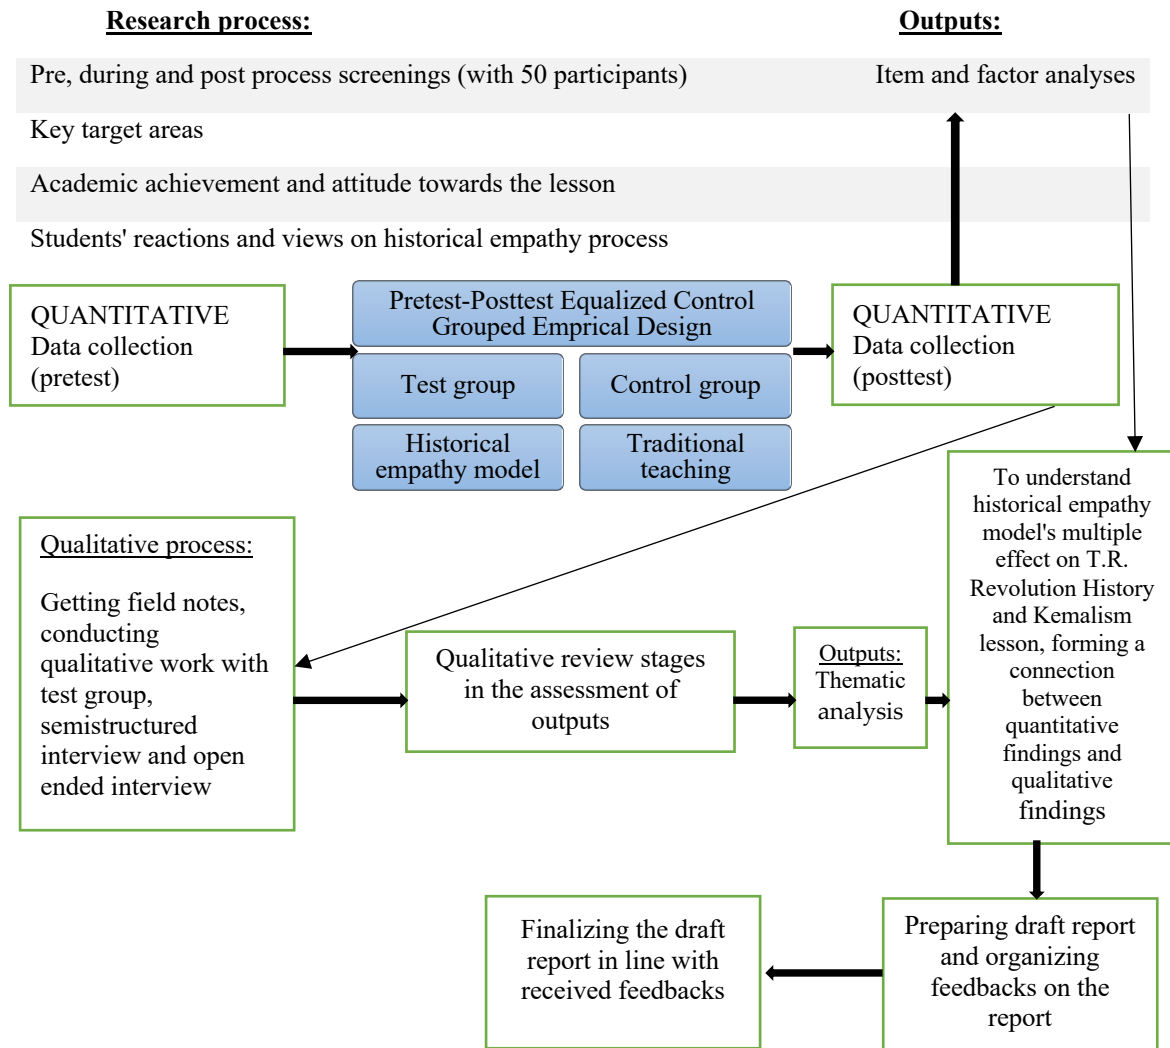 Research process:
Outputs:
Pre, during and post process screenings (with 50 participants)
Item and factor analyses
Key target areas
Academic achievement and attitude towards the lesson
Students' reactions and views on historical empathy process
QUANTITATIVE
Data collection
(pretest)
Pretest-Posttest Equalized Control
Grouped Emprical Design
Test group
Control group
Historical
empathy model
Traditional
teaching
QUANTITATIVE
Data collection
(posttest)
Qualitative process:
Getting field notes,
conducting
qualitative work with
test group,
semistructured
interview and open
ended interview
Qualitative review stages
in the assessment of
outputs
Outputs:
Thematic
analysis
To understand
historical empathy
model's multiple
effect on T.R.
Revolution History
and Kemalism
lesson, forming a
connection
between
quantitative
findings and
qualitative
findings
Finalizing the draft
report in line with
received feedbacks
Preparing draft report
and organizing
feedbacks on the
report